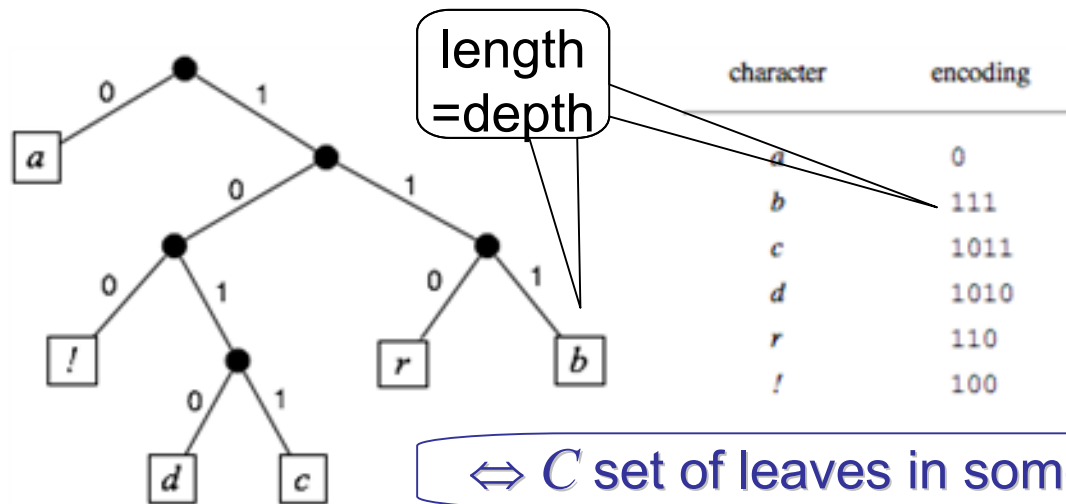 length
=depth
0
1
a
0
1
0
1
0
1
!
r
b
0
1
d
c
character encoding
a 0
b 111
c 1011
d 1010
r 110
! 100
⇔ C set of leaves in som